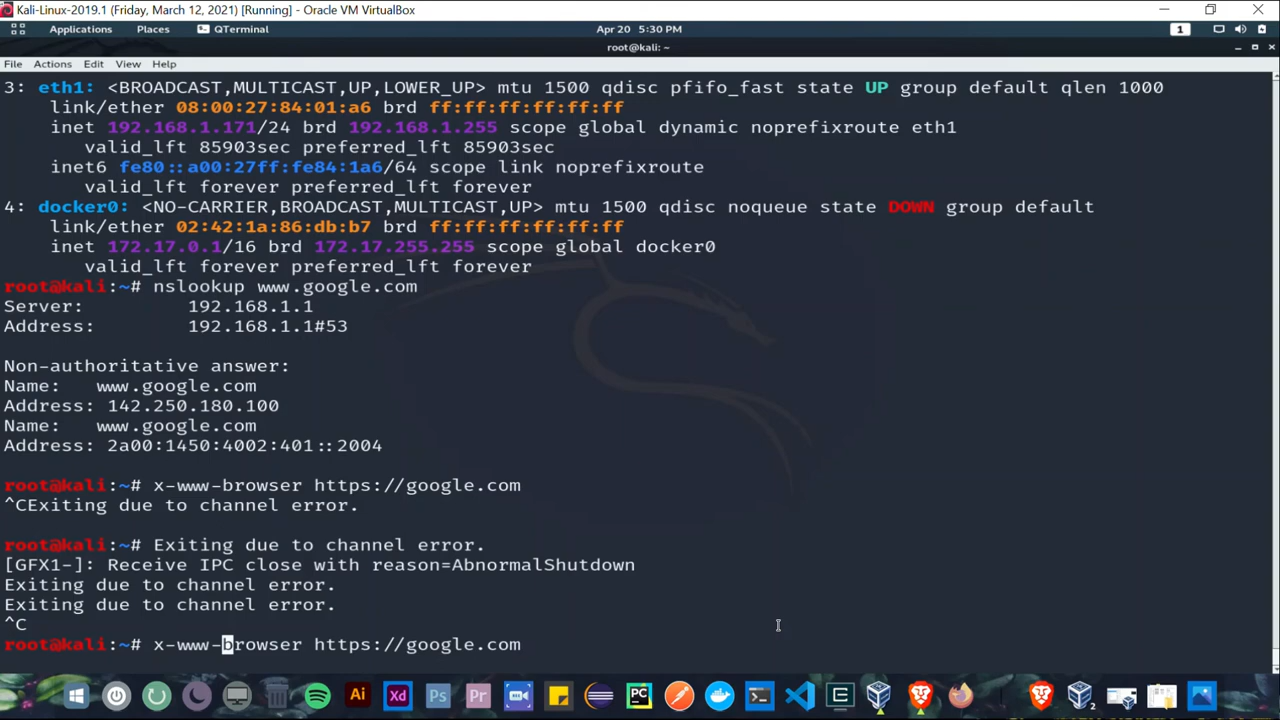 Kali-Linux-2019.1 (Friday, March 12, 2021) [Running] - Oracle VM VirtualBox
Applications Places QTerminal Apr 20 5:30 PM 1
root@kali: ~
File Actions Edit View Help
3: eth1: <BROADCAST,MULTICAST,UP,LOWER_UP> mtu 1500 qdisc pfifo_fast state UP group default qlen 1000
link/ether 08:00:27:84:01:a6 brd ff:ff:ff:ff:ff:ff
inet 192.168.1.171/24 brd 192.168.1.255 scope global dynamic noprefixroute eth1
valid_lft 85903sec preferred_lft 85903sec
inet6 fe80::a00:27ff:fe84:1a6/64 scope link noprefixroute
valid_lft forever preferred_lft forever
4: docker0: <NO-CARRIER,BROADCAST,MULTICAST,UP> mtu 1500 qdisc noqueue state DOWN group default
link/ether 02:42:1a:86:db:b7 brd ff:ff:ff:ff:ff:ff
inet 172.17.0.1/16 brd 172.17.255.255 scope global docker0
valid_lft forever preferred_lft forever
root@kali:~# nslookup www.google.com
Server: 192.168.1.1
Address: 192.168.1.1#53
Non-authoritative answer:
Name: www.google.com
Address: 142.250.180.100
Name: www.google.com
Address: 2a00:1450:4002:401::2004
root@kali:~# x-www-browser https://google.com
^CExiting due to channel error.
root@kali:~# Exiting due to channel error.
[GFX1-]: Receive IPC close with reason=AbnormalShutdown
Exiting due to channel error.
Exiting due to channel error.
^C
root@kali:~# x-www-browser https://google.com
Ai Xd Ps Pr PC 2